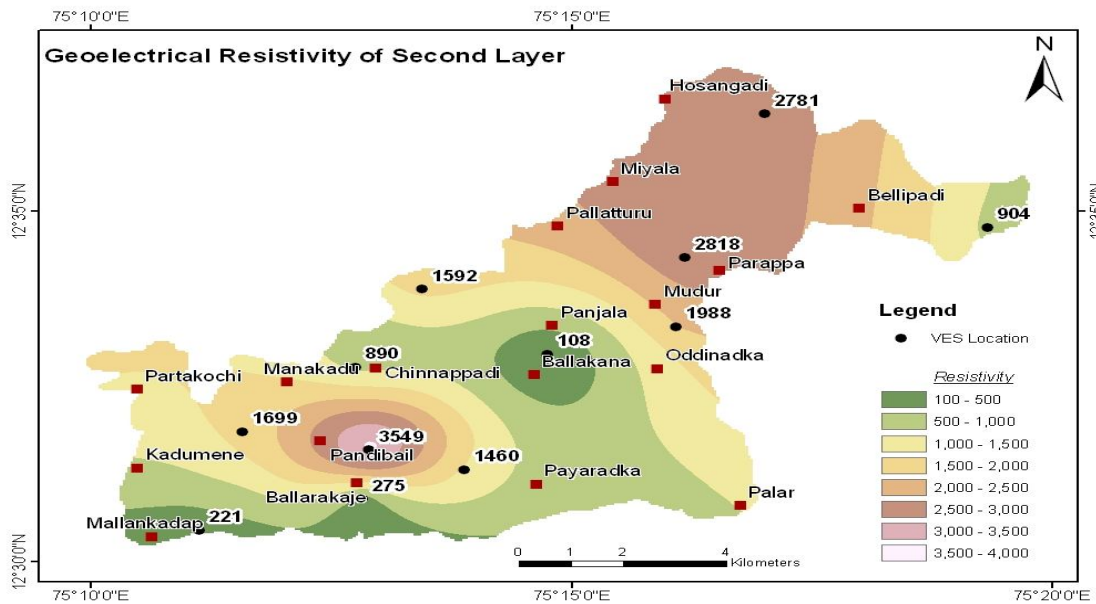 75°10'0"E
75°15'0"E
Geoelectrical Resistivity of Second Layer
N
Hosangadi
2781
Miyala
Bellipadi
12°35'0"N
12°35'0"N
Pallatturu
904
2818
Parappa
1592
Mudur
1988
Panjala
108
Ballakana
Oddinadka
890
Manakadu
Chinnappadi
Partakochi
1699
3549
Pandibail
Kadumene
1460
275
Ballarakaje
Payaradka
Palar
221
Mallankadap
Legend
VES Location
Resistivity
100 - 500
500 - 1,000
1,000 - 1,500
1,500 - 2,000
2,000 - 2,500
2,500 - 3,000
3,000 - 3,500
3,500 - 4,000
0 1 2 4
Kilometers
12°30'0"N
75°10'0"E
75°15'0"E
75°20'0"E